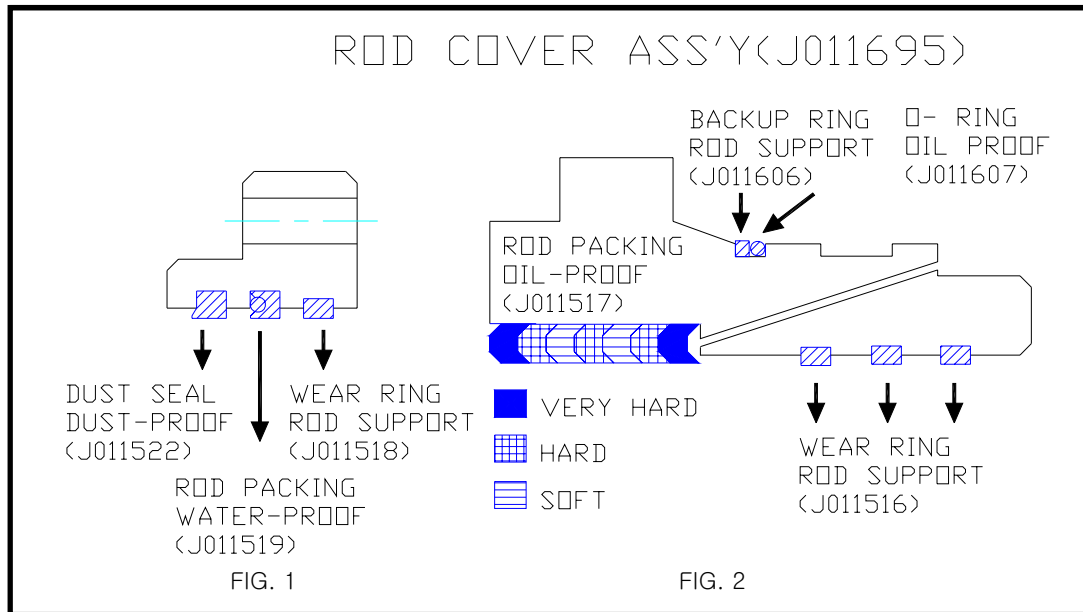 ROD COVER ASS'Y(J011695)
BACKUP RING
ROD SUPPORT
(J011606)
O- RING
OIL PROOF
(J011607)
ROD PACKING
OIL-PROOF
(J011517)
DUST SEAL
DUST-PROOF
(J011522)
WEAR RING
ROD SUPPORT
(J011518)
ROD PACKING
WATER-PROOF
(J011519)
VERY HARD
HARD
SOFT
WEAR RING
ROD SUPPORT
(J011516)
FIG. 1
FIG. 2